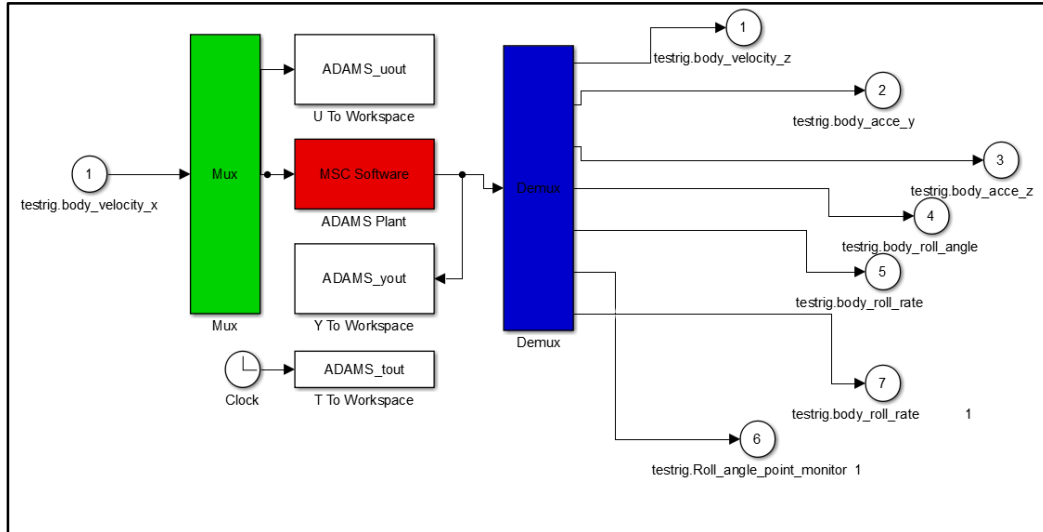 1
testrig.body_velocity_z
ADAMS_uout
U To Workspace
2
testrig.body_acce_y
1
testrig.body_velocity_x
Mux
Mux
MSC Software
ADAMS Plant
Demux
Demux
3
testrig.body_acce_z
4
testrig.body_roll_angle
ADAMS_yout
Y To Workspace
5
testrig.body_roll_rate
Clock
ADAMS_tout
T To Workspace
7
testrig.body_roll_rate 1
6
testrig.Roll_angle_point_monitor 1